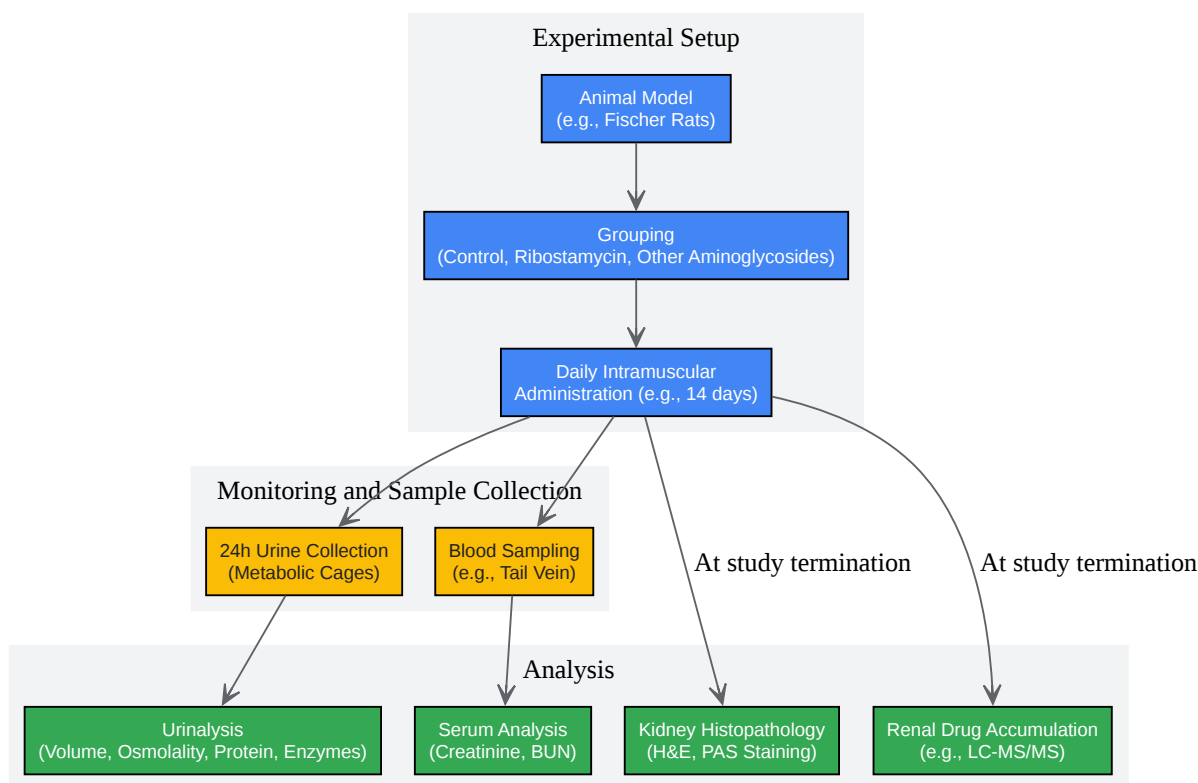 Experimental Setup
Animal Model
(e.g., Fischer Rats)
Grouping
(Control, Ribostamycin, Other Aminoglycosides)
Daily Intramuscular
Administration (e.g., 14 days)
Monitoring and Sample Collection
24h Urine Collection
(Metabolic Cages)
Blood Sampling
(e.g., Tail Vein)
At study termination
At study termination
Analysis
Urinalysis
(Volume, Osmolality, Protein, Enzymes)
Serum Analysis
(Creatinine, BUN)
Kidney Histopathology
(H&E, PAS Staining)
Renal Drug Accumulation
(e.g., LC-MS/MS)